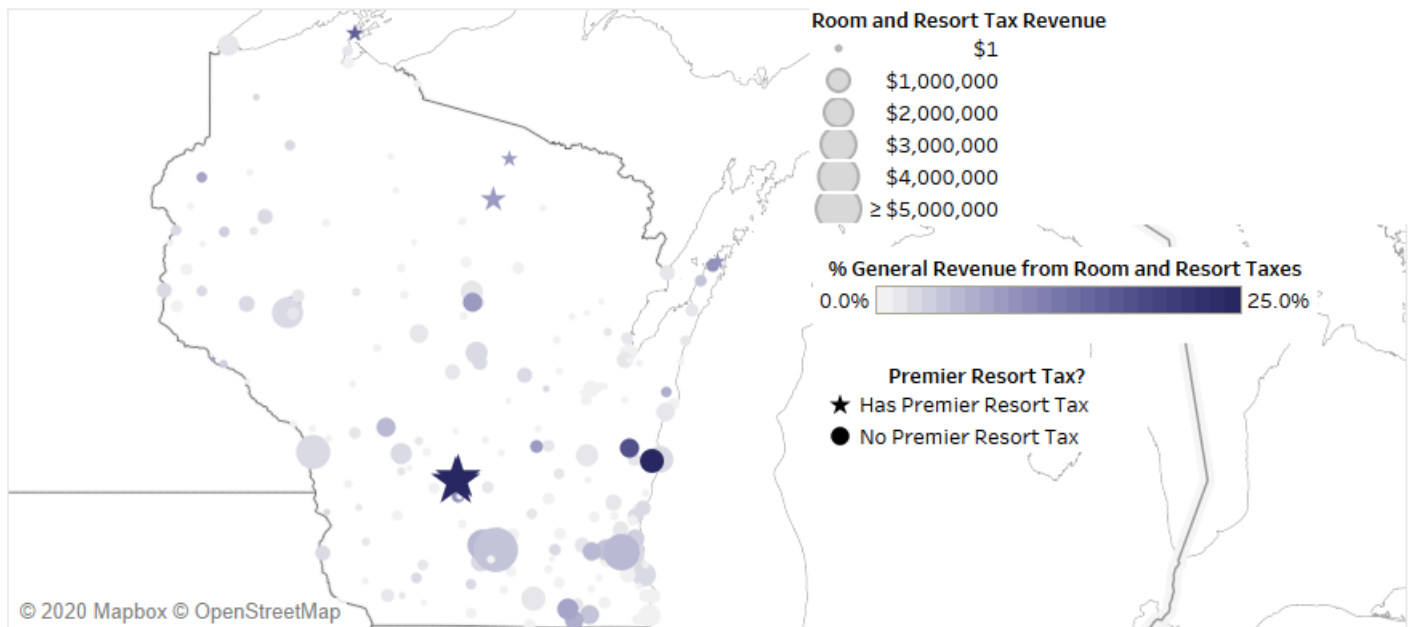 Room and Resort Tax Revenue
$1
$1,000,000
$2,000,000
$3,000,000
$4,000,000
≥ $5,000,000
% General Revenue from Room and Resort Taxes
0.0%
25.0%
Premier Resort Tax?
Has Premier Resort Tax
No Premier Resort Tax
© 2020 Mapbox © OpenStreetMap